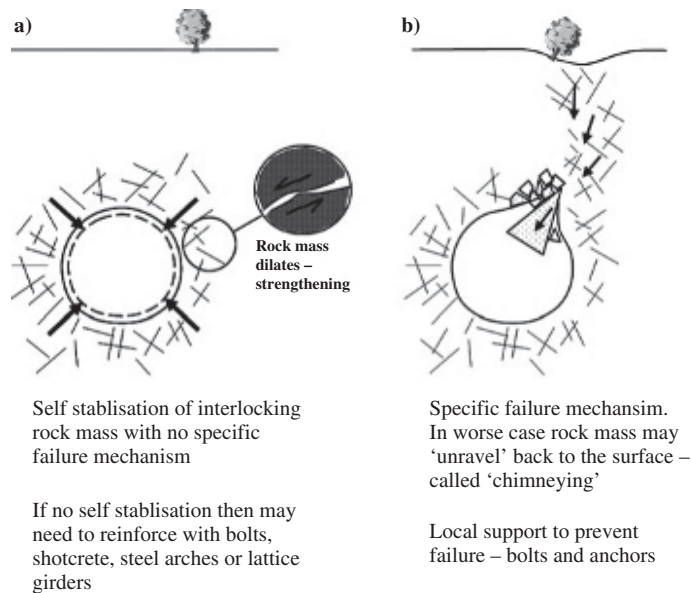 a)
Rock mass
dilates –
strengthening
Self stablisation of interlocking
rock mass with no specific
failure mechanism
If no self stablisation then may
need to reinforce with bolts,
shotcrete, steel arches or lattice
girders
b)
Specific failure mechansim.
In worse case rock mass may
‘unravel’ back to the surface –
called ‘chimneying’
Local support to prevent
failure – bolts and anchors